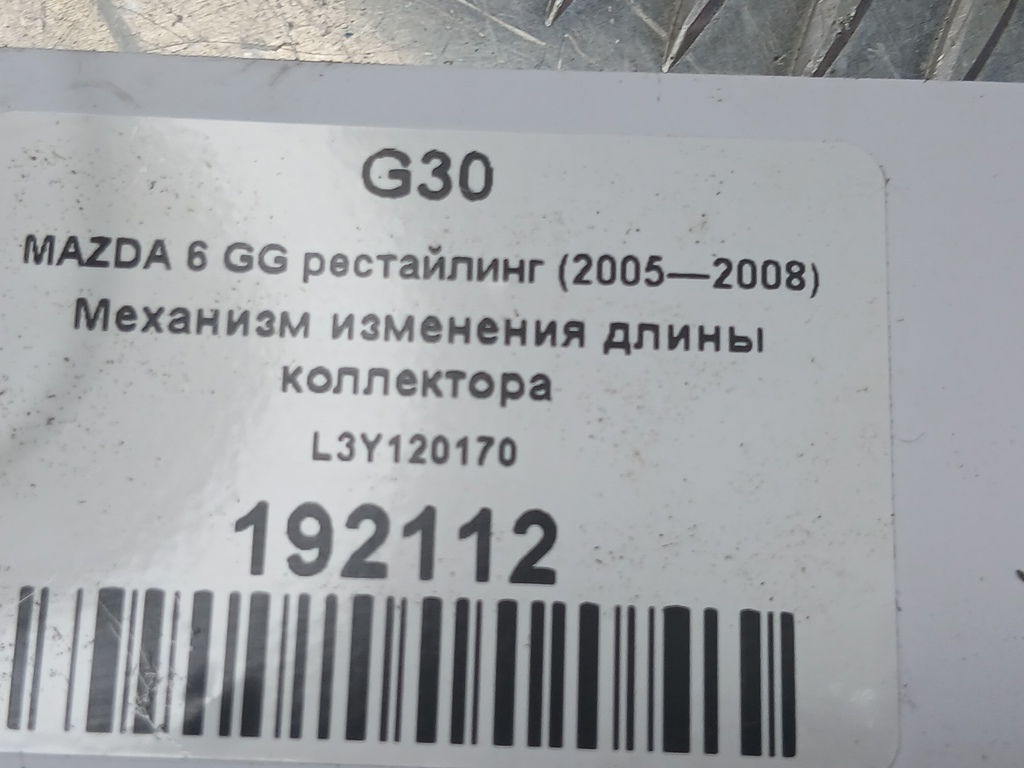 G30
MAZDA 6 GG рестайлинг (2005—2008)
Механизм изменения длины
коллектора
L3Y120170
192112